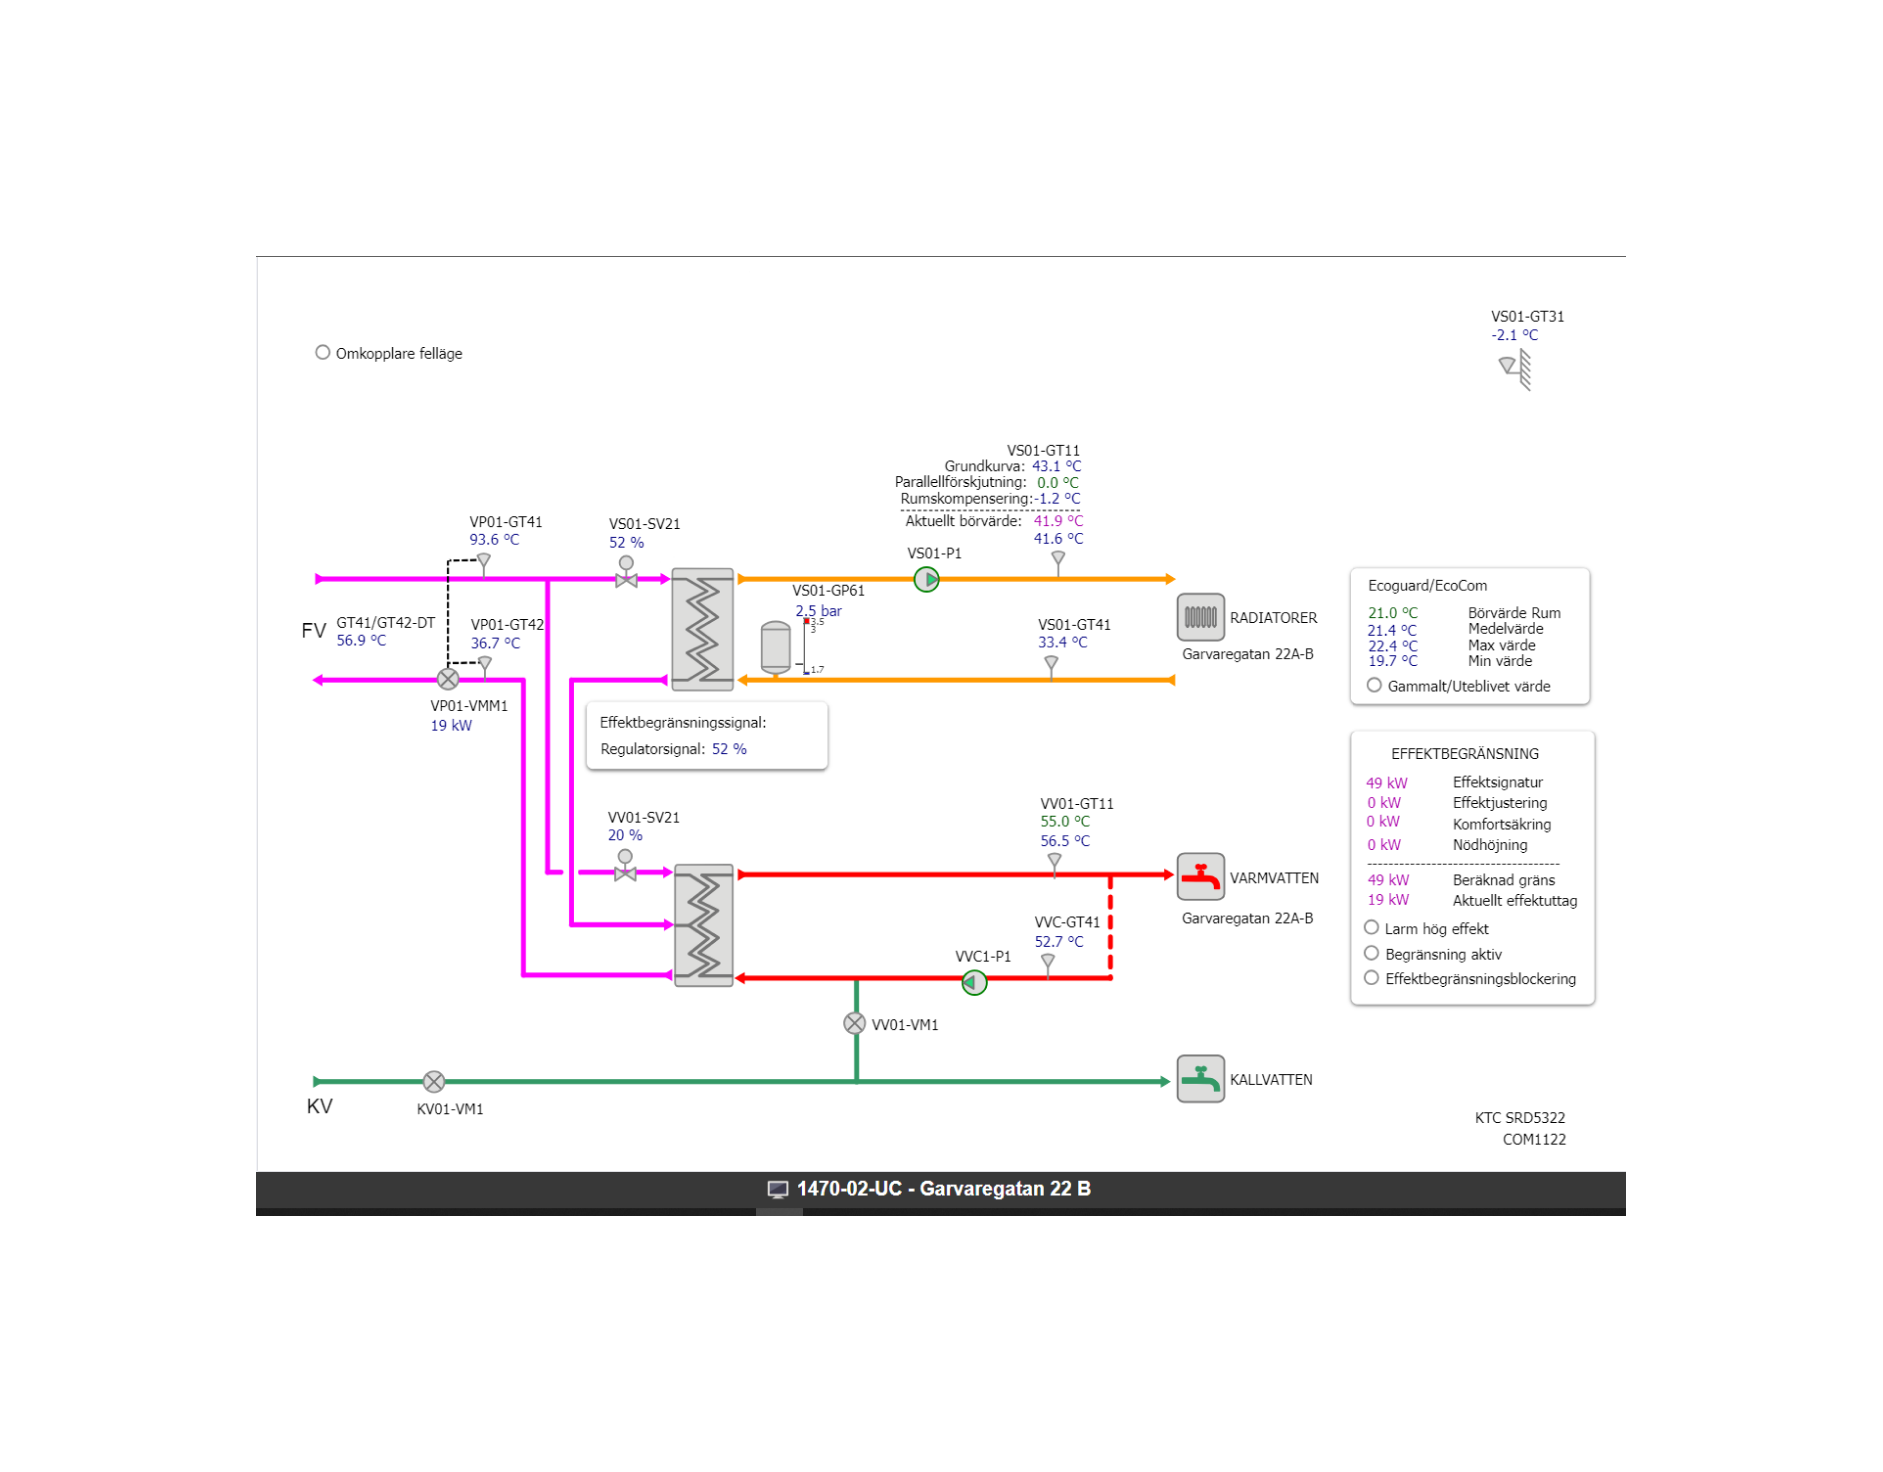 VS01-GT31
-2.1 °C
Omkopplare felläge
VS01-GT11
Grundkurva: 43.1 °C
Parallellförskjutning: 0.0 °C
Rumskompensering:-1.2 °C
Aktuellt börvärde: 41.9 °C
41.6 °C
VP01-GT41
93.6 °C
VS01-SV21
52 %
VS01-P1
VS01-GP61
2.5 bar
3.5
3
1.7
FV
GT41/GT42-DT
56.9 °C
VP01-GT42
36.7 °C
VS01-GT41
33.4 °C
RADIATORER
Garvaregatan 22A-B
Ecoguard/EcoCom
21.0 °C Börvärde Rum
21.4 °C Medelvärde
22.4 °C Max värde
19.7 °C Min värde
Gammalt/Uteblivet värde
VP01-VMM1
19 kW
Effektbegränsningssignal:
Regulatorsignal: 52 %
EFFEKTBEGRÄNSNING
49 kW Effektsignatur
0 kW Effektjustering
0 kW Komfortsäkring
0 kW Nödhöjning
49 kW Beräknad gräns
19 kW Aktuellt effektuttag
Larm hög effekt
Begränsning aktiv
Effektbegränsningsblockering
VV01-SV21
20 %
VV01-GT11
55.0 °C
56.5 °C
VARMVATTEN
Garvaregatan 22A-B
VVC-GT41
52.7 °C
VVC1-P1
VV01-VM1
KV
KV01-VM1
KALLVATTEN
KTC SRD5322
COM1122
1470-02-UC - Garvaregatan 22 B